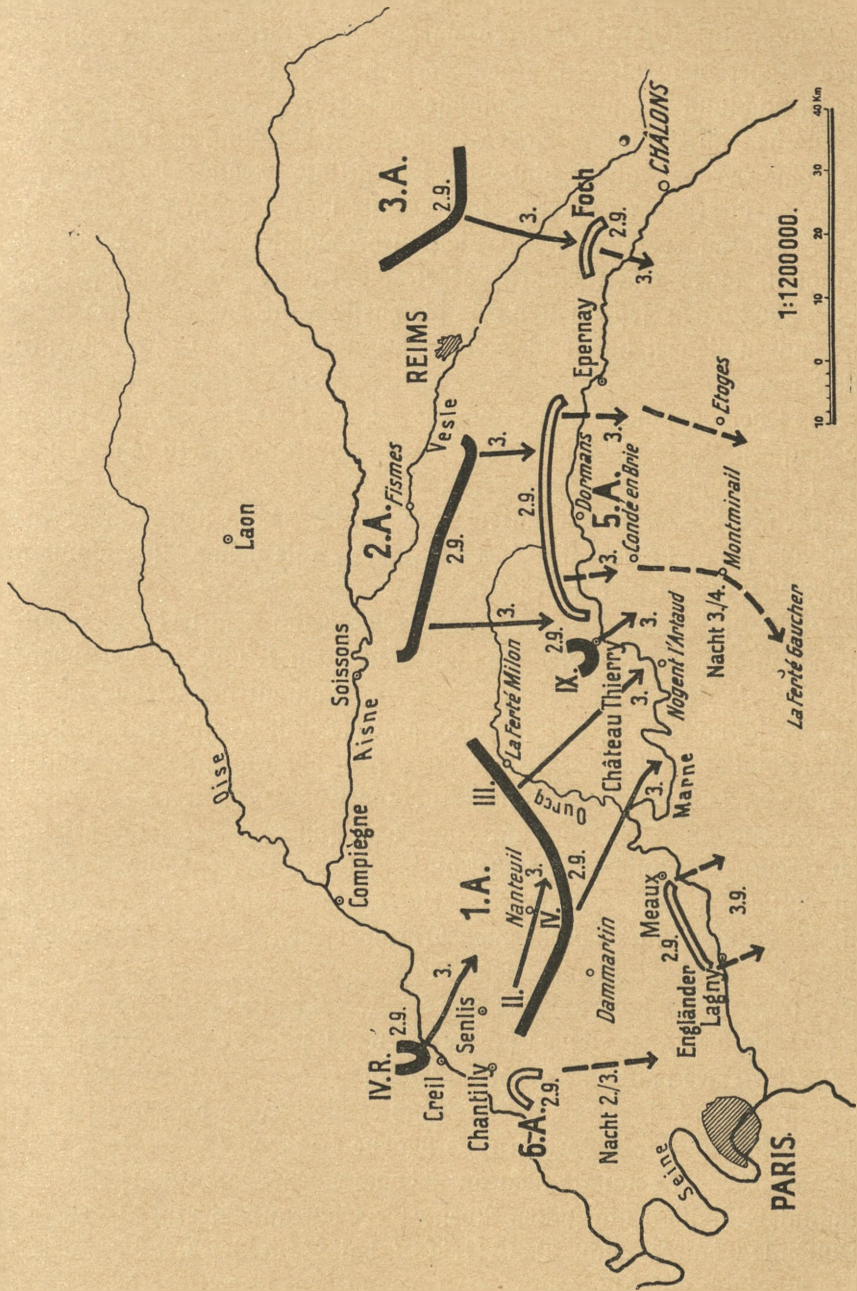 Oise
Laon
Compiègne
Soissons
Aisne
2.A.
Fismes
Vesle
REIMS
3.A.
2.9.
3.
Foch
2.9.
3.
CHÂLONS
IV.R.
2.9.
3.
Creil
Senlis
Chantilly
6.A.
2.9.
Nacht 2./3.
1.A.
II.
3.
Nanteuil
IV.
III.
2.9.
Dammartin
Ourcq
La Ferté Milon
2.9.
3.
3.
2.9.
IX.
2.9.
3.
3.
3.
Château Thierry
Nogent l'Artaud
Marne
3.
3.
Dormans
5.A.
Condé en Brie
Epernay
Meaux
2.9.
Engländer
Lagny
3.9.
Nacht 3./4.
Montmirail
Etoges
La Ferté Gaucher
Seine
PARIS.
1:1200000.
10 0 10 20 30 40 Km